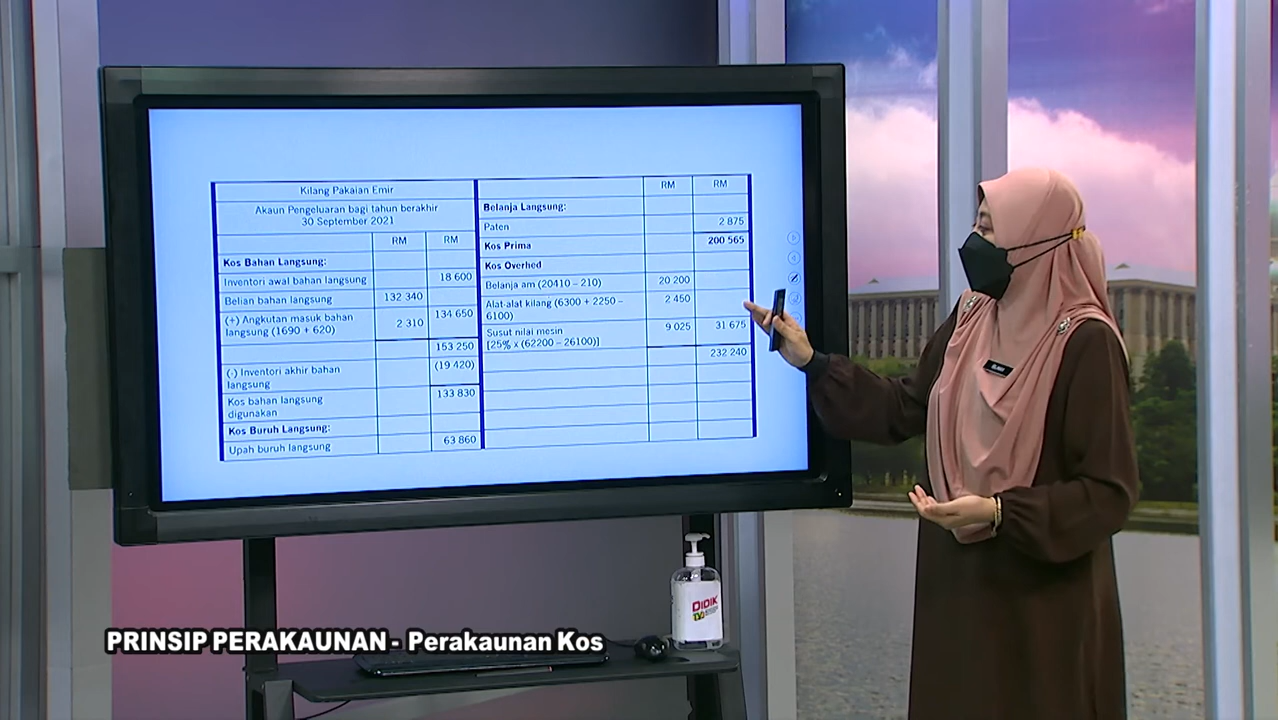 Kilang Pakaian Emir
Akaun Pengeluaran bagi tahun berakhir
30 September 2021
RM RM
Kos Bahan Langsung:
Inventori awal bahan langsung 18 600
Belian bahan langsung 132 340
(+) Angkutan masuk bahan
langsung (1690 + 620) 2 310 134 650
153 250
(-) Inventori akhir bahan
langsung (19 420)
Kos bahan langsung
digunakan 133 830
Kos Buruh Langsung:
Upah buruh langsung 63 860
RM RM
Belanja Langsung:
Paten 2 875
Kos Prima 200 565
Kos Overhed
Belanja am (20410 – 210) 20 200
Alat-alat kilang (6300 + 2250 –
6100) 2 450
Susut nilai mesin
[25% x (62200 – 26100)] 9 025 31 675
232 240
DIDIK
PRINSIP PERAKAUNAN - Perakaunan Kos